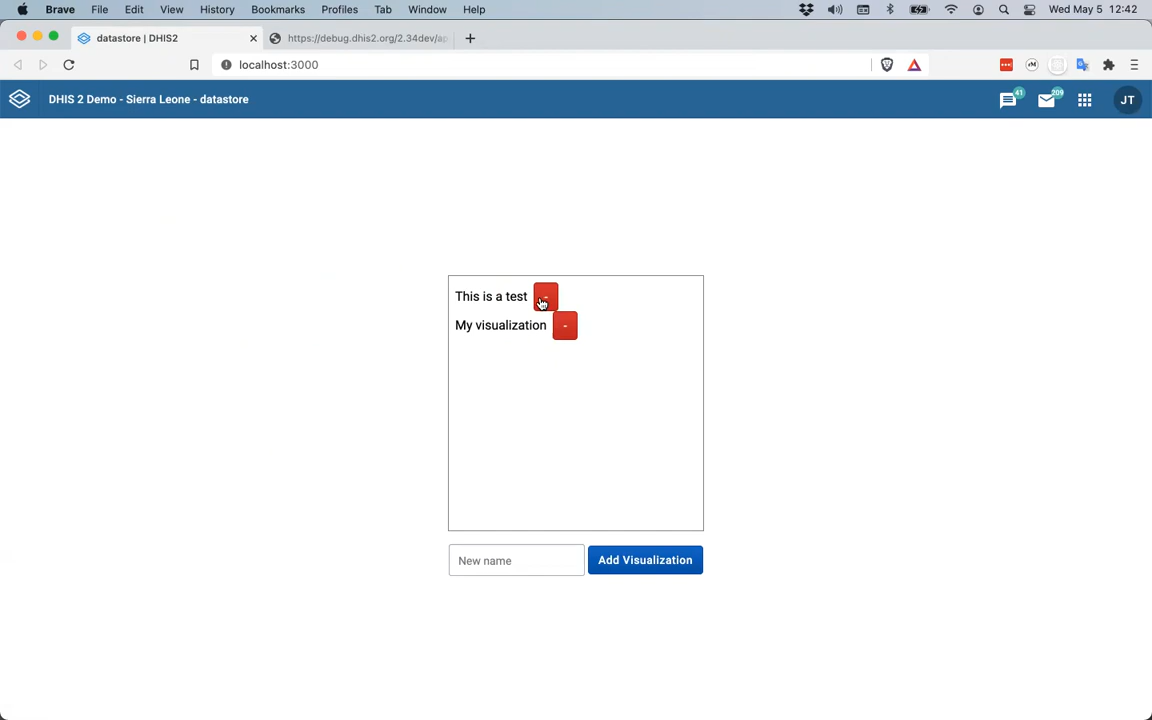 Brave File Edit View History Bookmarks Profiles Tab Window Help Wed May 5 12:42
datastore | DHIS2 https://debug.dhis2.org/2.34dev/ap
localhost:3000
DHIS 2 Demo - Sierra Leone - datastore 41 209 JT
This is a test -
My visualization -
New name Add Visualization